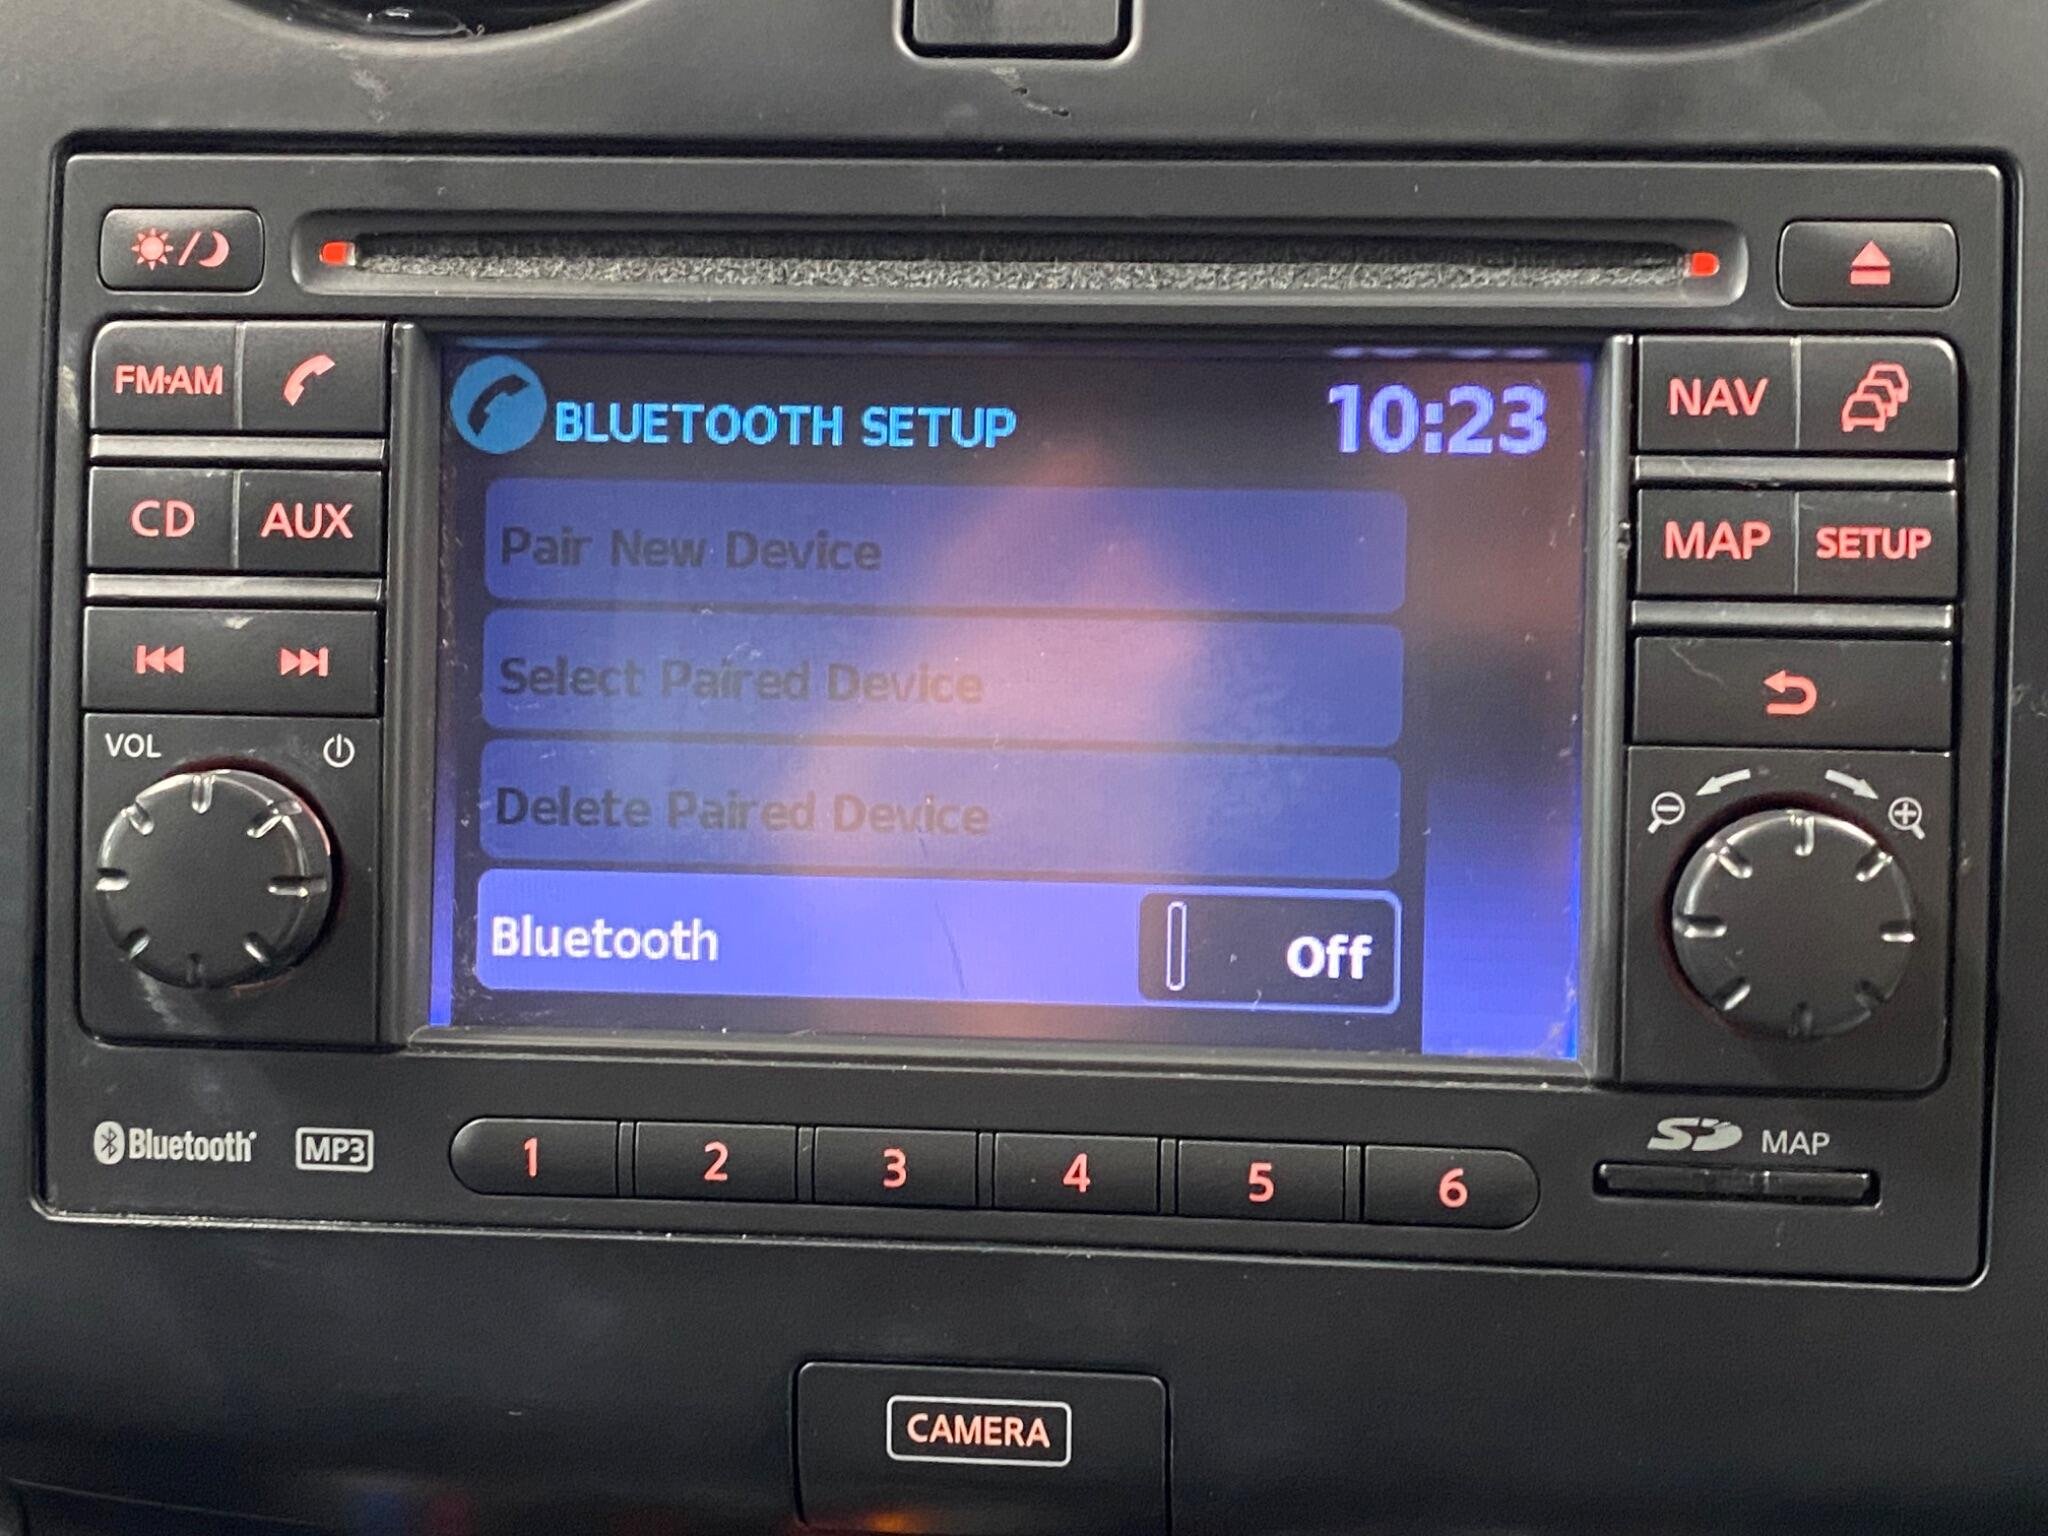 FM·AM
CD
AUX
VOL
BLUETOOTH SETUP
10:23
Pair New Device
Select Paired Device
Delete Paired Device
Bluetooth
Off
NAV
MAP
SETUP
Bluetooth®
MP3
1
2
3
4
5
6
SD
MAP
CAMERA